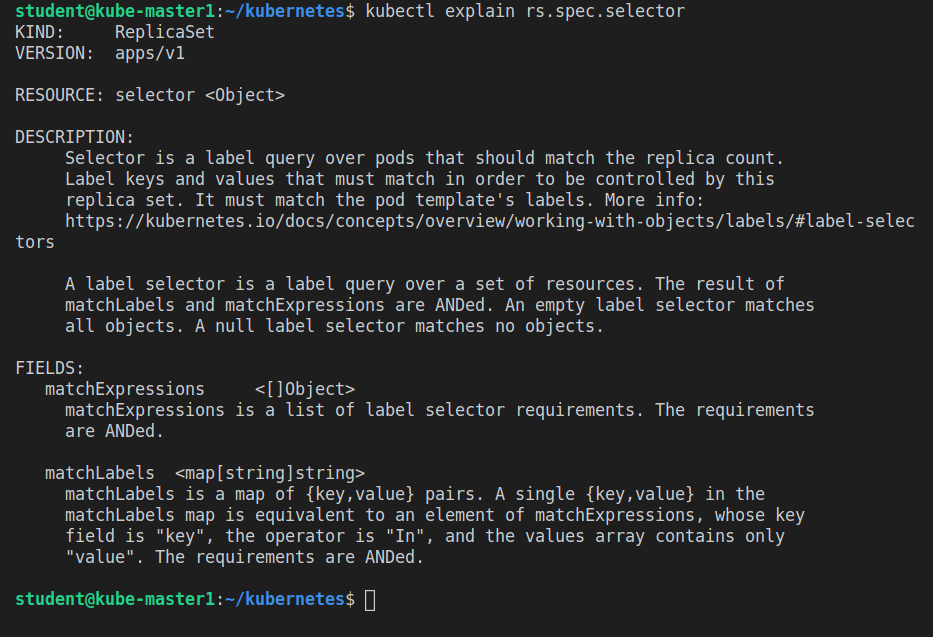 student@kube-master1:~/kubernetes$ kubectl explain rs.spec.selector
KIND:     ReplicaSet
VERSION:  apps/v1

RESOURCE: selector <Object>

DESCRIPTION:
     Selector is a label query over pods that should match the replica count.
     Label keys and values that must match in order to be controlled by this
     replica set. It must match the pod template's labels. More info:
     https://kubernetes.io/docs/concepts/overview/working-with-objects/labels/#label-selec
tors

     A label selector is a label query over a set of resources. The result of
     matchLabels and matchExpressions are ANDed. An empty label selector matches
     all objects. A null label selector matches no objects.

FIELDS:
   matchExpressions     <[]Object>
     matchExpressions is a list of label selector requirements. The requirements
     are ANDed.

   matchLabels  <map[string]string>
     matchLabels is a map of {key,value} pairs. A single {key,value} in the
     matchLabels map is equivalent to an element of matchExpressions, whose key
     field is "key", the operator is "In", and the values array contains only
     "value". The requirements are ANDed.

student@kube-master1:~/kubernetes$